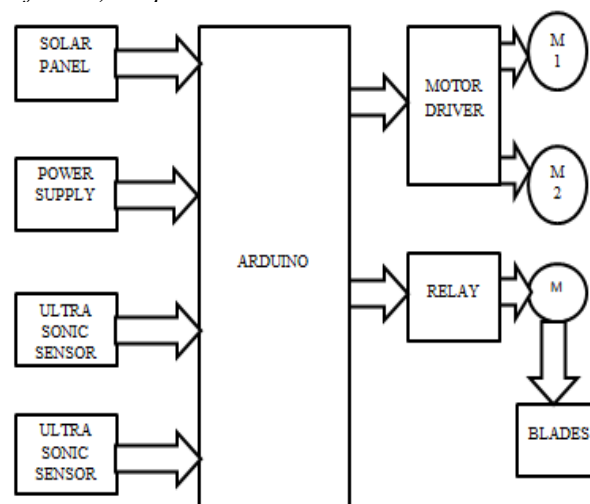 SOLAR
PANEL
POWER
SUPPLY
ULTRA
SONIC
SENSOR
ULTRA
SONIC
SENSOR
ARDUINO
MOTOR
DRIVER
M
1
M
2
RELAY
M
BLADES